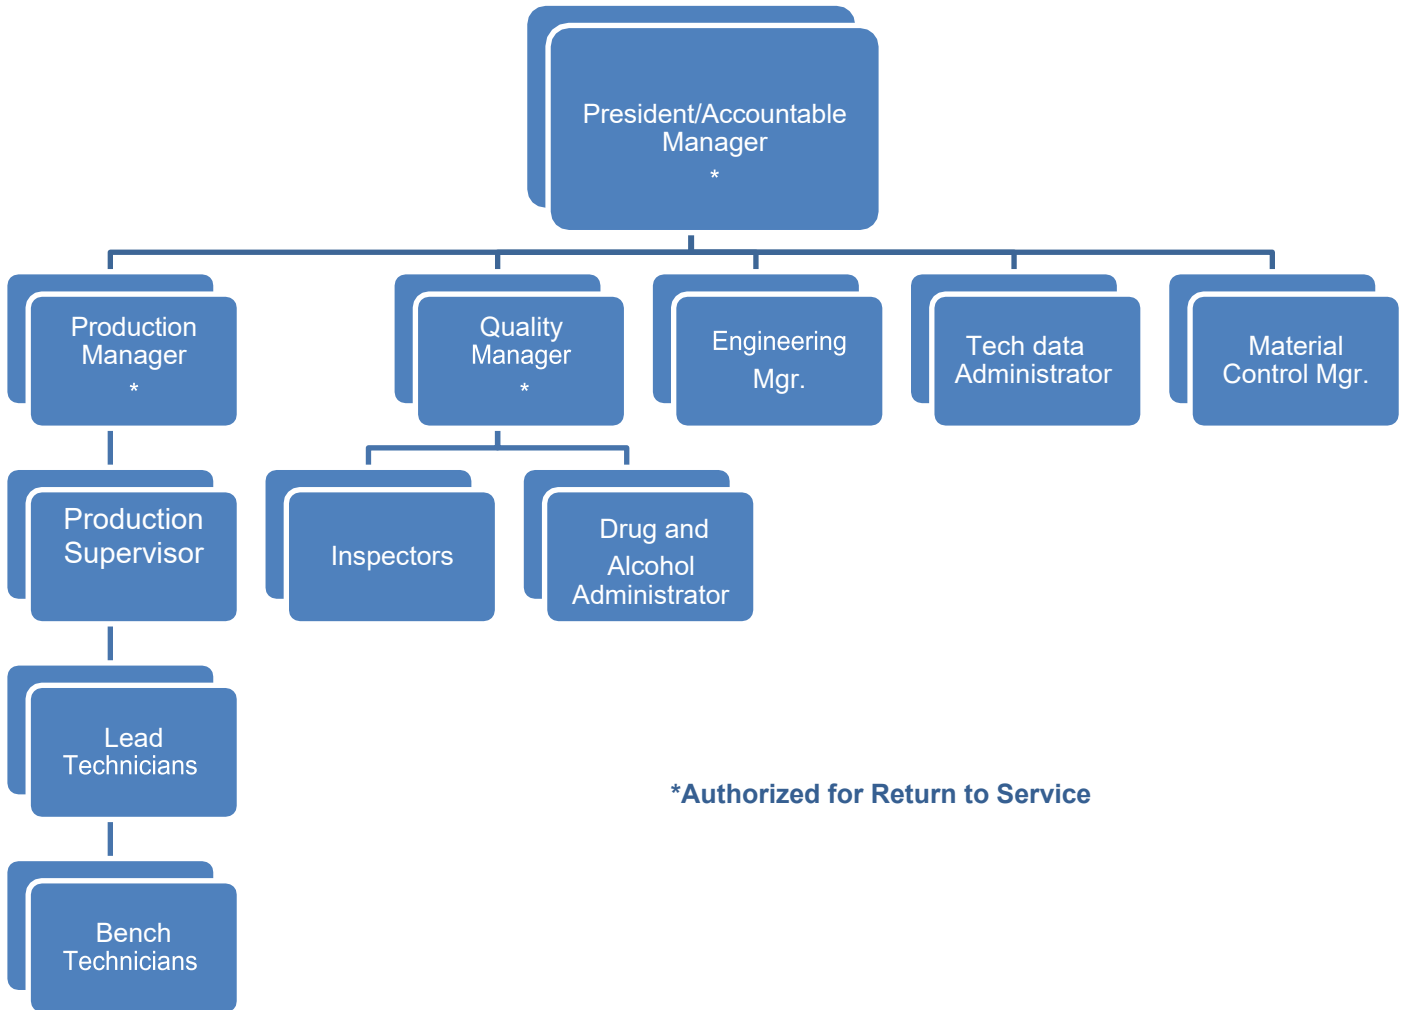 President/Accountable
Manager
*
Production
Manager
*
Quality
Manager
*
Engineering
Mgr.
Tech data
Administrator
Material
Control Mgr.
Production
Supervisor
Inspectors
Drug and
Alcohol
Administrator
Lead
Technicians
*Authorized for Return to Service
Bench
Technicians